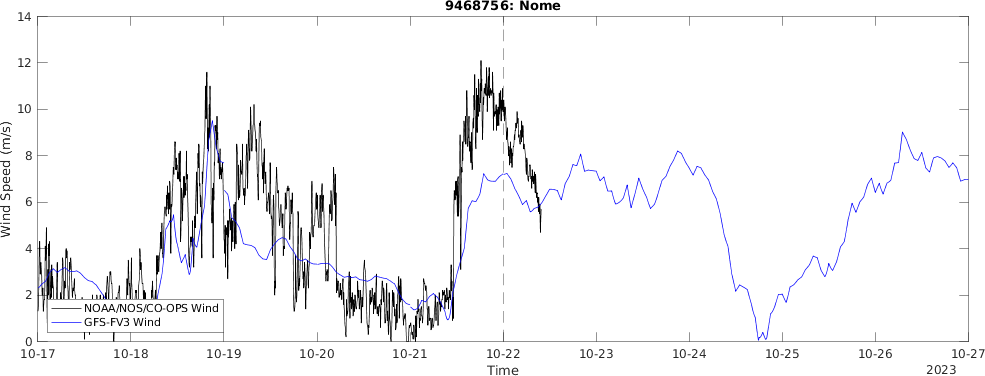 9468756: Nome
14
12
10
8
6
4
2
0
Wind Speed (m/s)
NOAA/NOS/CO-OPS Wind
GFS-FV3 Wind
10-17 10-18 10-19 10-20 10-21 10-22 10-23 10-24 10-25 10-26 10-27
Time
2023